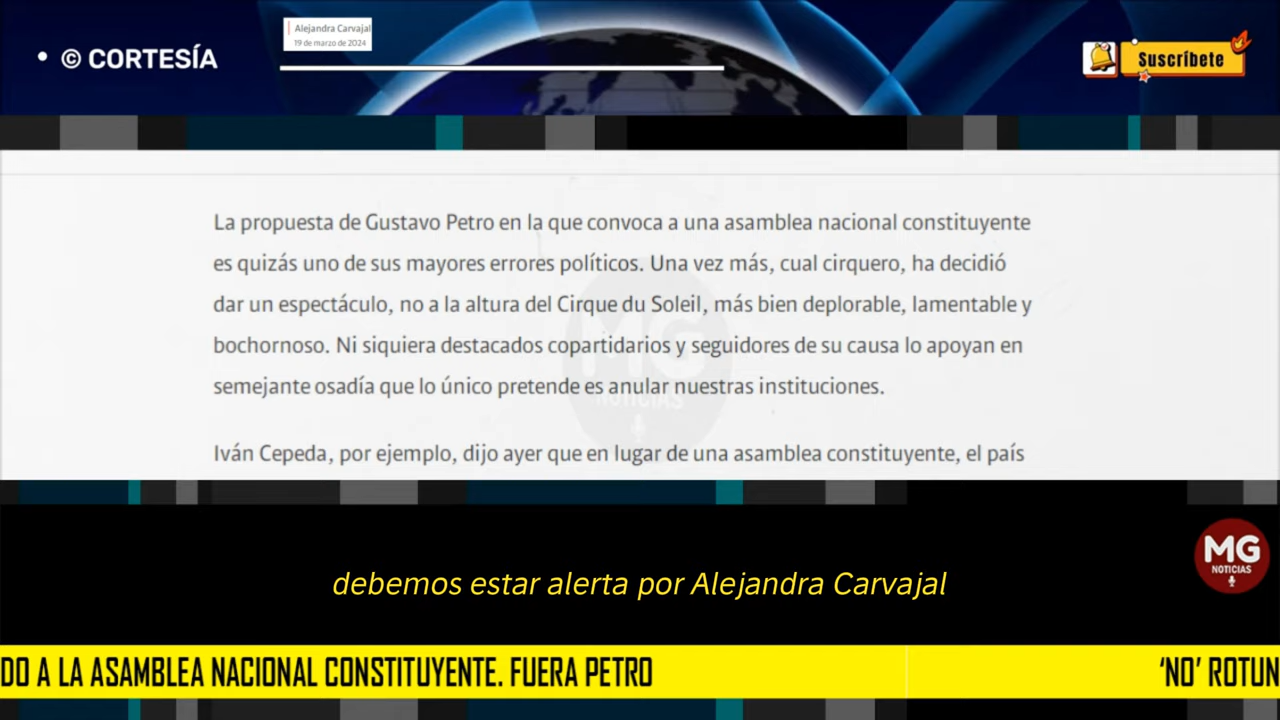 © CORTESÍA
Alejandra Carvajal
19 de marzo de 2024
Suscríbete
La propuesta de Gustavo Petro en la que convoca a una asamblea nacional constituyente
es quizás uno de sus mayores errores políticos. Una vez más, cual cirquero, ha decidió
dar un espectáculo, no a la altura del Cirque du Soleil, más bien deplorable, lamentable y
bochornoso. Ni siquiera destacados copartidarios y seguidores de su causa lo apoyan en
semejante osadía que lo único pretende es anular nuestras instituciones.
MG
NOTICIAS
Iván Cepeda, por ejemplo, dijo ayer que en lugar de una asamblea constituyente, el país
MG
NOTICIAS
debemos estar alerta por Alejandra Carvajal
DO A LA ASAMBLEA NACIONAL CONSTITUYENTE. FUERA PETRO
‘NO’ ROTUN